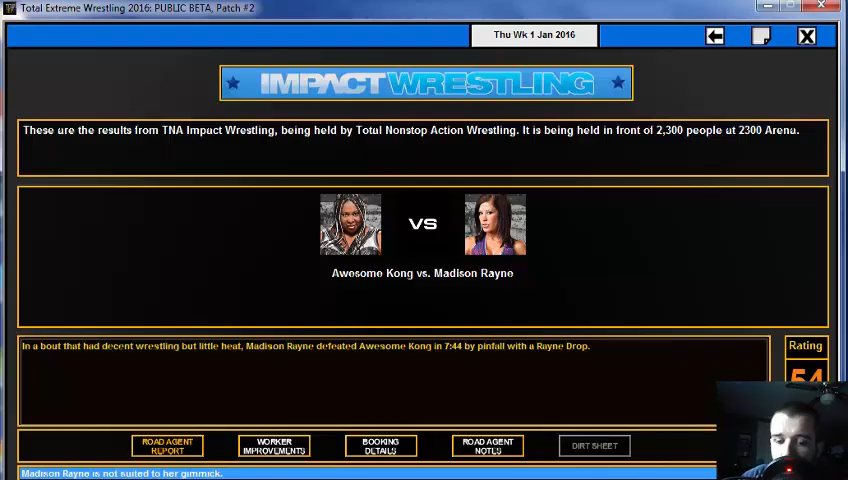 Total Extreme Wrestling 2016: PUBLIC BETA, Patch #2
Thu Wk 1 Jan 2016
IMPACT WRESTLING
These are the results from TNA Impact Wrestling, being held by Total Nonstop Action Wrestling. It is being held in front of 2,300 people at 2300 Arena.
VS
Awesome Kong vs. Madison Rayne
In a bout that had decent wrestling but little heat, Madison Rayne defeated Awesome Kong in 7:44 by pinfall with a Rayne Drop.
Rating
54
ROAD AGENT REPORT
WORKER IMPROVEMENTS
BOOKING DETAILS
ROAD AGENT NOTES
DIRT SHEET
Madison Rayne is not suited to her gimmick.